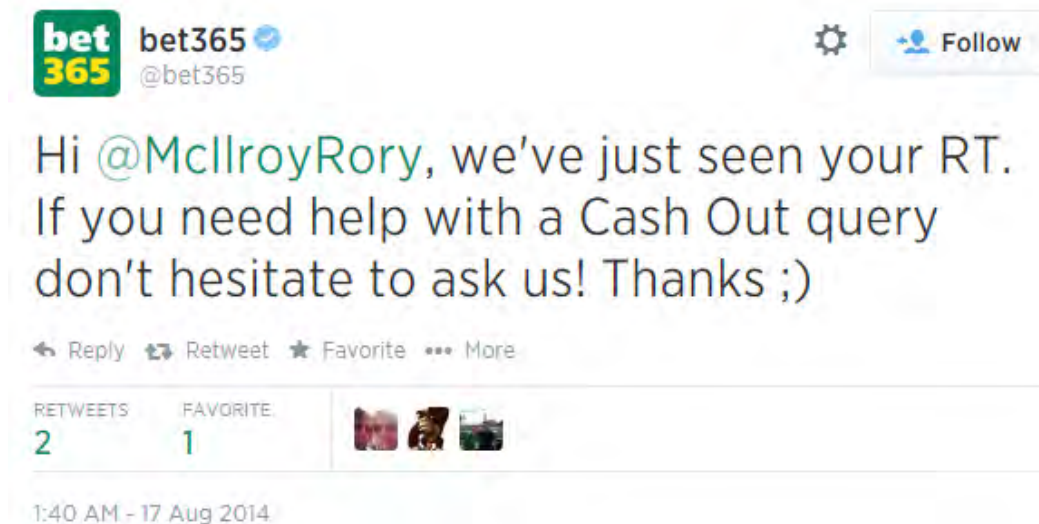 bet
365
bet365
@bet365
Follow
Hi @McIlroyRory, we've just seen your RT.
If you need help with a Cash Out query
don't hesitate to ask us! Thanks ;)
Reply Retweet Favorite More
RETWEETS FAVORITE
2 1
1:40 AM - 17 Aug 2014